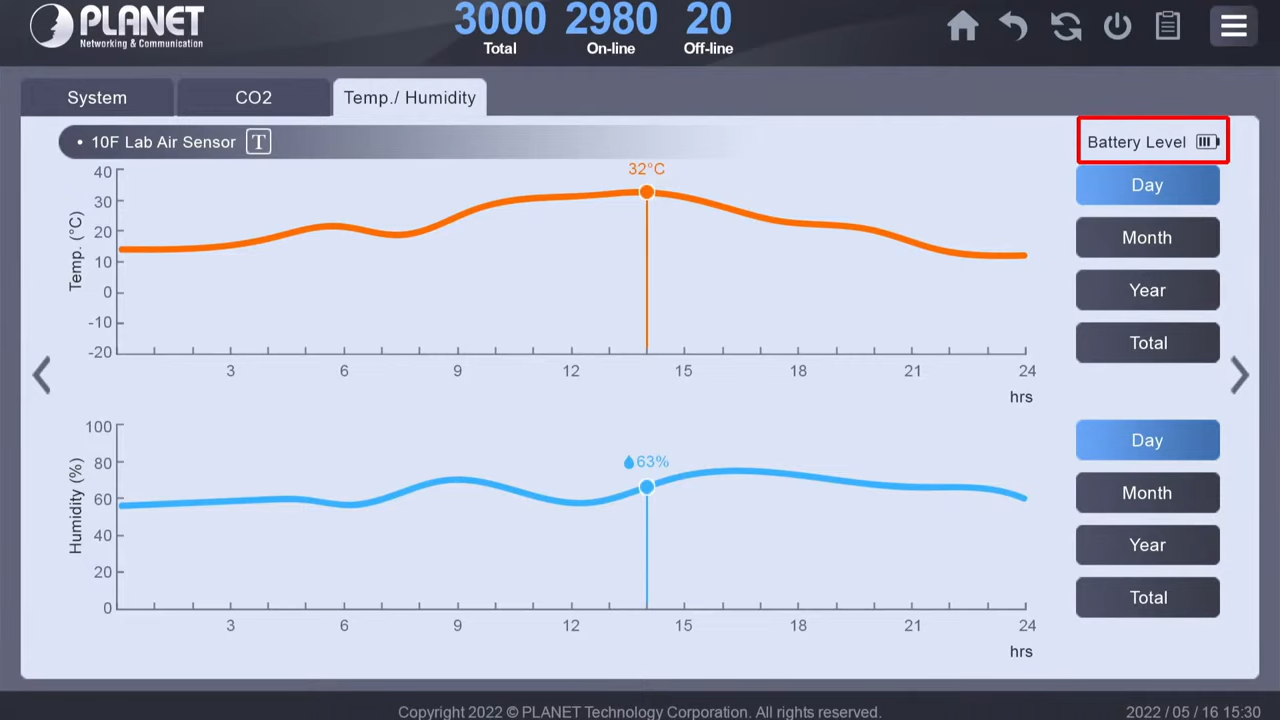 PLANET
Networking & Communication
3000 2980 20
Total On-line Off-line
System CO2 Temp./ Humidity
• 10F Lab Air Sensor T
Battery Level
32°C
Temp. (°C)
40
30
20
10
0
-10
-20
3 6 9 12 15 18 21 24
hrs
Day
Month
Year
Total
63%
Humidity (%)
100
80
60
40
20
0
3 6 9 12 15 18 21 24
hrs
Day
Month
Year
Total
Copyright 2022 © PLANET Technology Corporation. All rights reserved.
2022 / 05 / 16 15:30